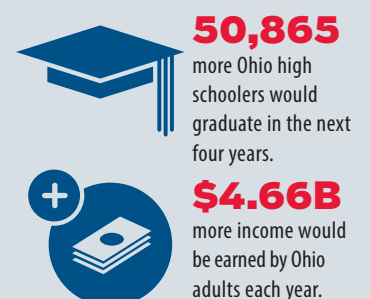 50,865
more Ohio high
schoolers would
graduate in the next
four years.
$4.66B
more income would
be earned by Ohio
adults each year.